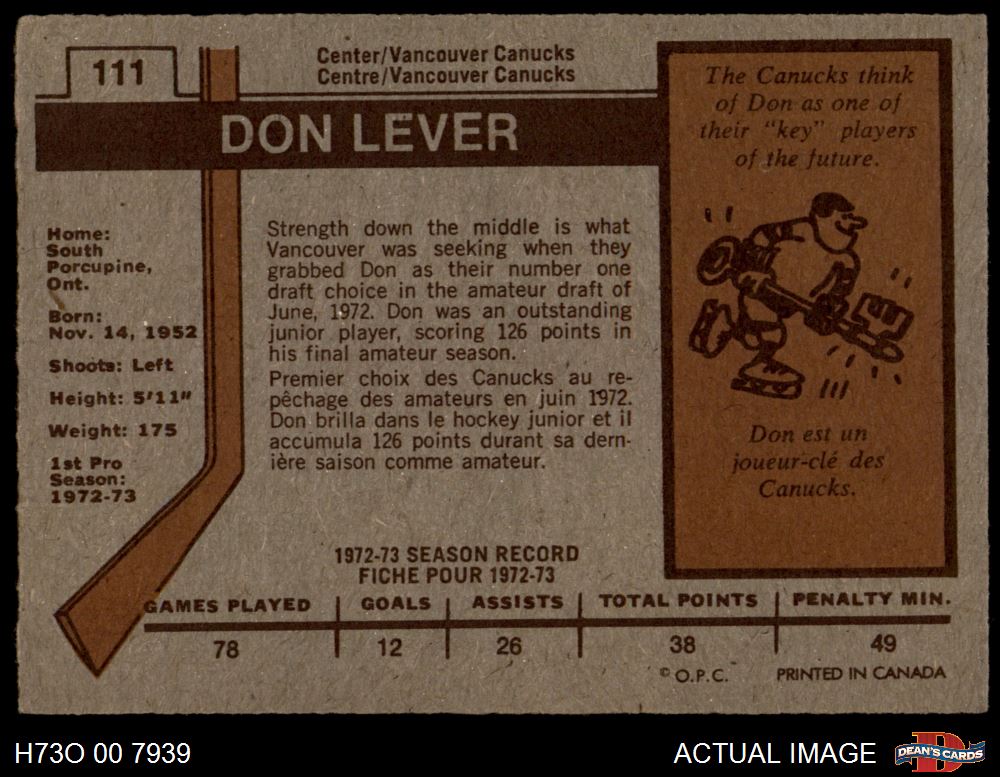 111
Center/Vancouver Canucks
Centre/Vancouver Canucks
DON LEVER
Home:
South
Porcupine,
Ont.
Born:
Nov. 14, 1952
Shoots: Left
Height: 5'11"
Weight: 175
1st Pro
Season:
1972-73
Strength down the middle is what
Vancouver was seeking when they
grabbed Don as their number one
draft choice in the amateur draft of
June, 1972. Don was an outstanding
junior player, scoring 126 points in
his final amateur season.
Premier choix des Canucks au re-
pêchage des amateurs en juin 1972.
Don brilla dans le hockey junior et il
accumula 126 points durant sa dern-
ière saison comme amateur.
The Canucks think
of Don as one of
their "key" players
of the future.
Don est un
joueur-clé des
Canucks.
1972-73 SEASON RECORD
FICHE POUR 1972-73
GAMES PLAYED GOALS ASSISTS TOTAL POINTS PENALTY MIN.
78 12 26 38 49
© O.P.C. PRINTED IN CANADA
H73O 00 7939 ACTUAL IMAGE D DEAN'S CARDS